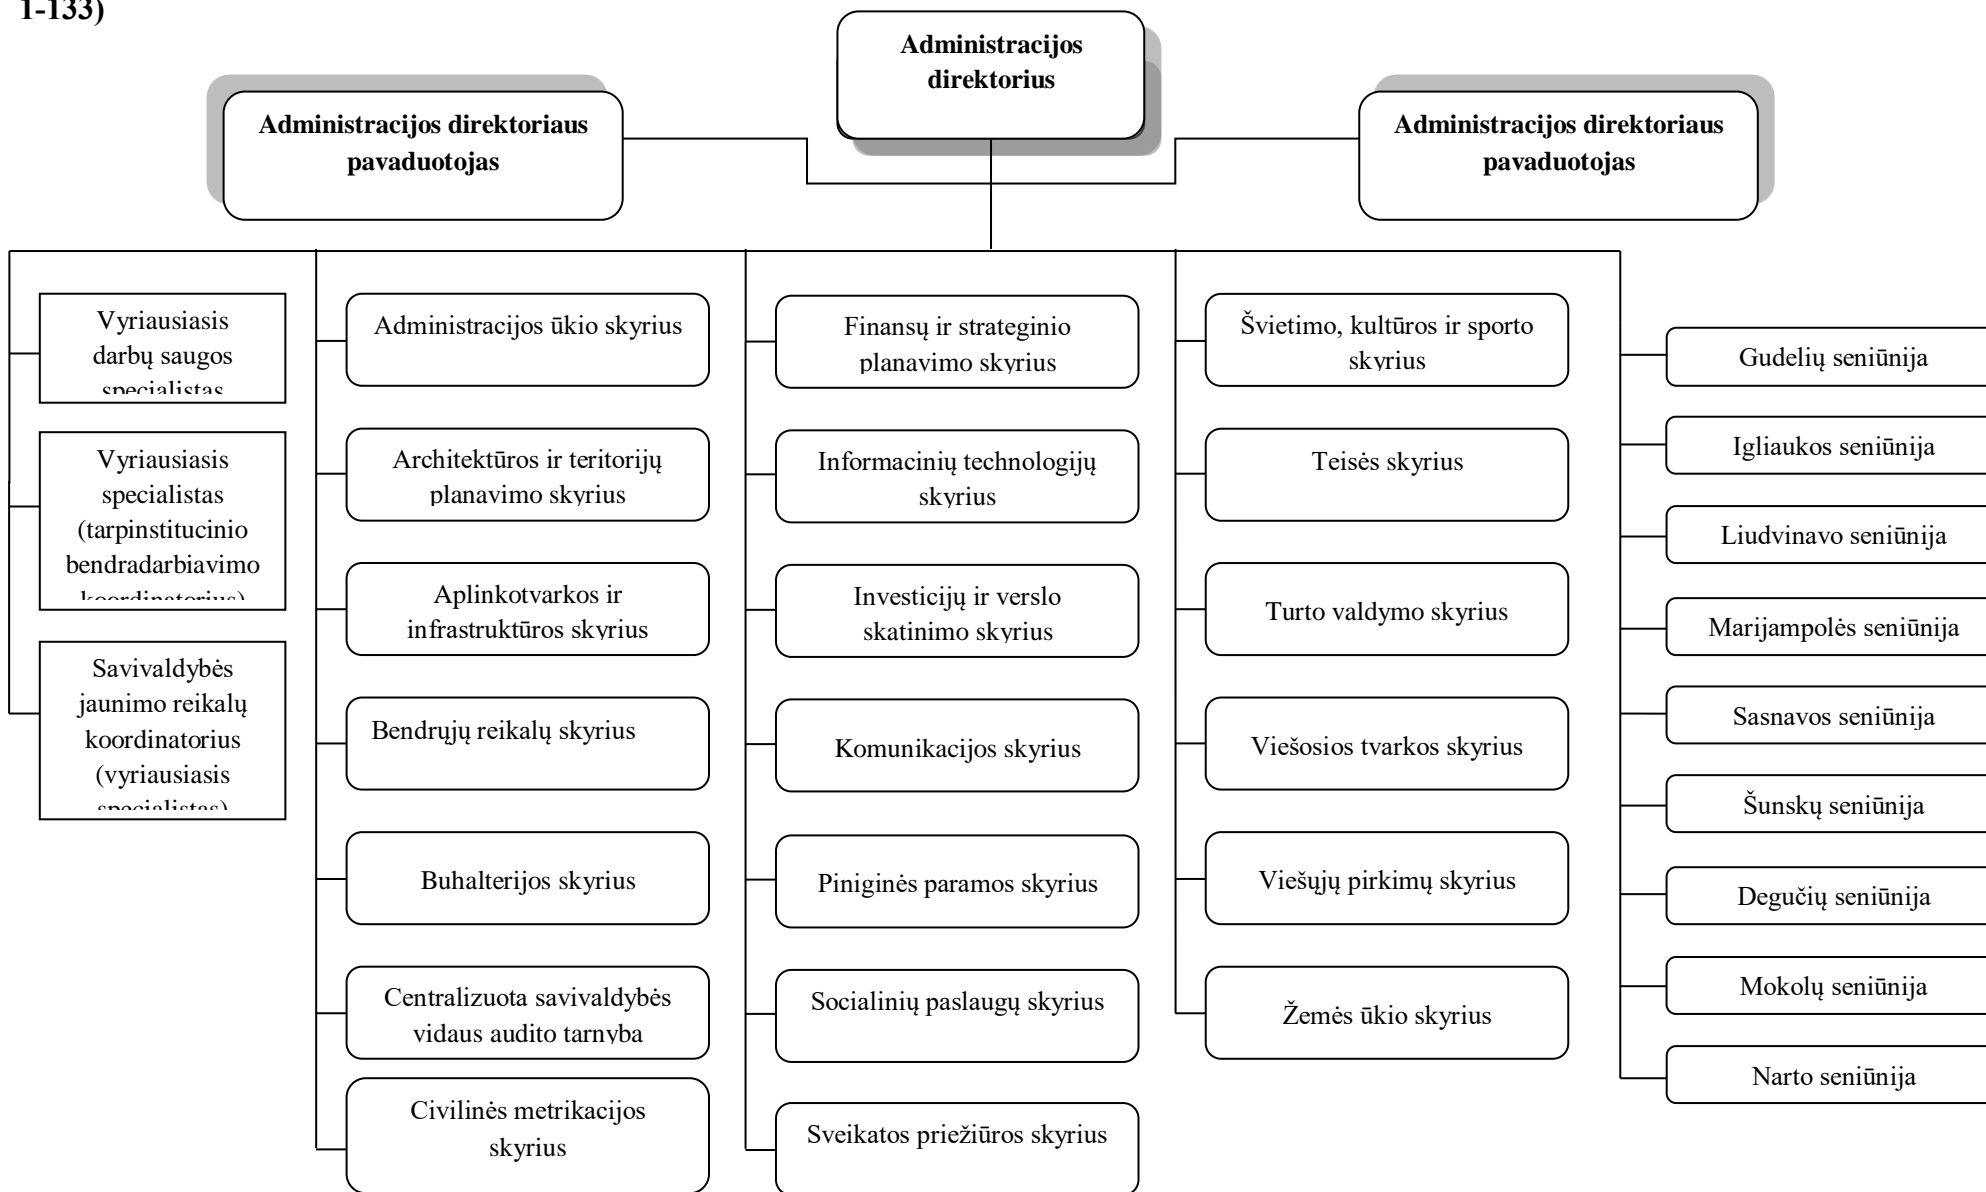 1-133)
Administracijos
direktorius
Administracijos direktoriaus
pavaduotojas
Administracijos direktoriaus
pavaduotojas
Vyriausiasis
darbų saugos
specialistas
Vyriausiasis
specialistas
(tarpinstitucinio
bendradarbiavimo
koordinatorius)
Savivaldybės
jaunimo reikalų
koordinatorius
(vyriausiasis
specialistas)
Administracijos ūkio skyrius
Architektūros ir teritorijų
planavimo skyrius
Aplinkotvarkos ir
infrastruktūros skyrius
Bendrųjų reikalų skyrius
Buhalterijos skyrius
Centralizuota savivaldybės
vidaus audito tarnyba
Civilinės metrikacijos
skyrius
Finansų ir strateginio
planavimo skyrius
Informacinių technologijų
skyrius
Investicijų ir verslo
skatinimo skyrius
Komunikacijos skyrius
Piniginės paramos skyrius
Socialinių paslaugų skyrius
Sveikatos priežiūros skyrius
Švietimo, kultūros ir sporto
skyrius
Teisės skyrius
Turto valdymo skyrius
Viešosios tvarkos skyrius
Viešųjų pirkimų skyrius
Žemės ūkio skyrius
Gudelių seniūnija
Igliaukos seniūnija
Liudvinavo seniūnija
Marijampolės seniūnija
Sasnavos seniūnija
Šunskų seniūnija
Degučių seniūnija
Mokolų seniūnija
Narto seniūnija